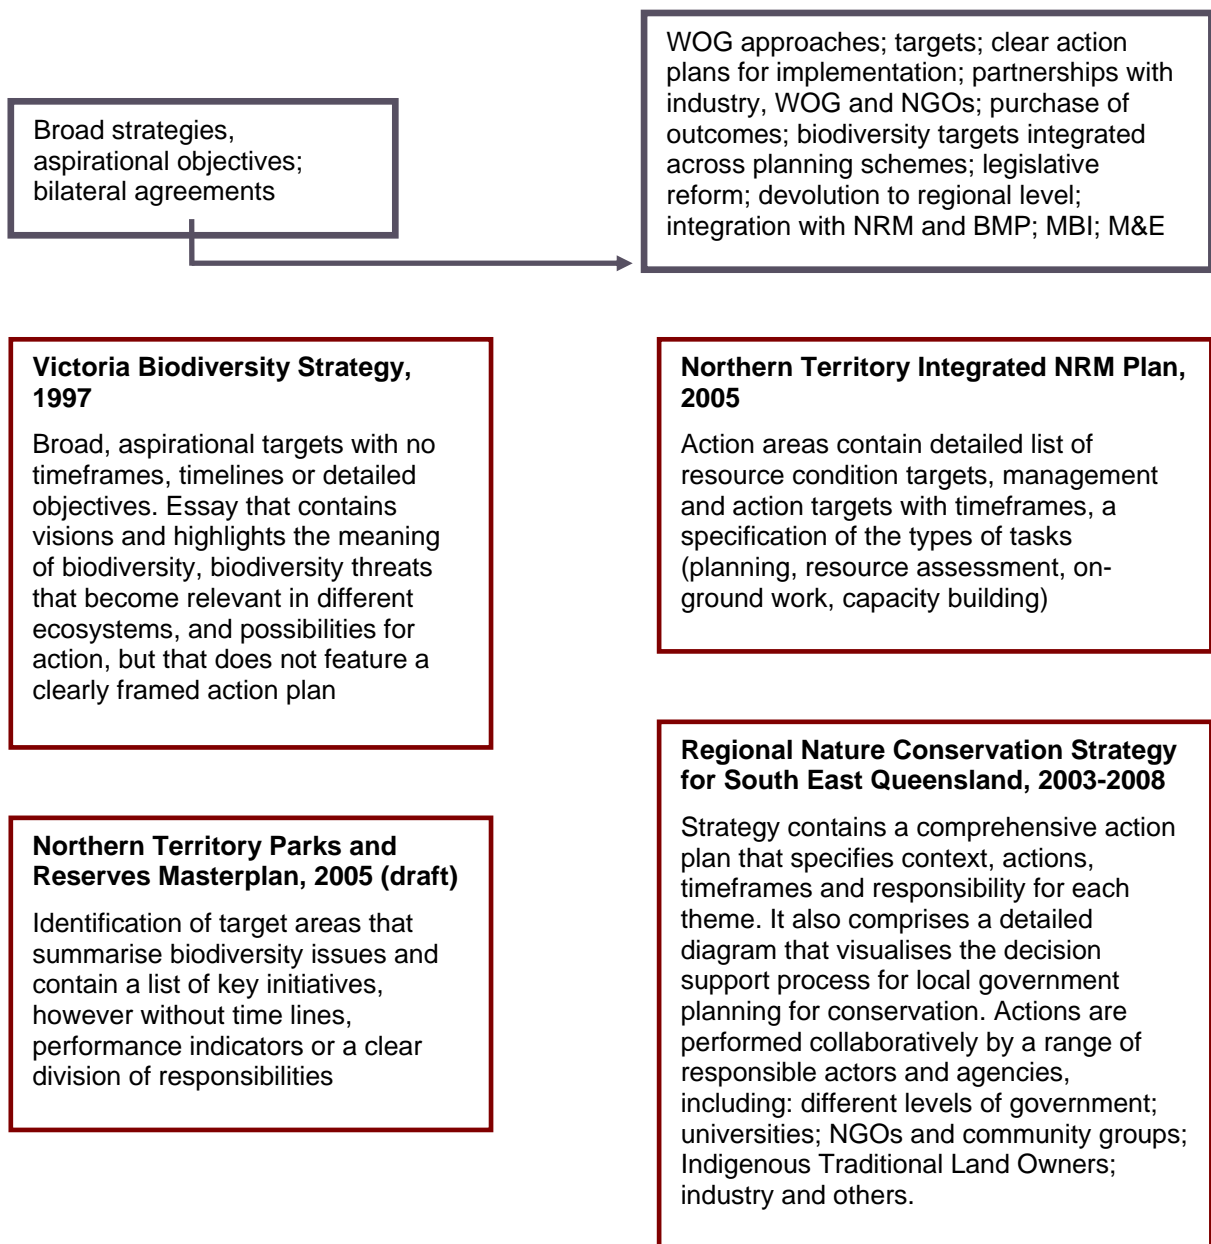 Broad strategies,
aspirational objectives;
bilateral agreements
WOG approaches; targets; clear action
plans for implementation; partnerships with
industry, WOG and NGOs; purchase of
outcomes; biodiversity targets integrated
across planning schemes; legislative
reform; devolution to regional level;
integration with NRM and BMP; MBI; M&E
Victoria Biodiversity Strategy,
1997
Broad, aspirational targets with no
timeframes, timelines or detailed
objectives. Essay that contains
visions and highlights the meaning
of biodiversity, biodiversity threats
that become relevant in different
ecosystems, and possibilities for
action, but that does not feature a
clearly framed action plan
Northern Territory Parks and
Reserves Masterplan, 2005 (draft)
Identification of target areas that
summarise biodiversity issues and
contain a list of key initiatives,
however without time lines,
performance indicators or a clear
division of responsibilities
Northern Territory Integrated NRM Plan,
2005
Action areas contain detailed list of
resource condition targets, management
and action targets with timeframes, a
specification of the types of tasks
(planning, resource assessment, on-
ground work, capacity building)
Regional Nature Conservation Strategy
for South East Queensland, 2003-2008
Strategy contains a comprehensive action
plan that specifies context, actions,
timeframes and responsibility for each
theme. It also comprises a detailed
diagram that visualises the decision
support process for local government
planning for conservation. Actions are
performed collaboratively by a range of
responsible actors and agencies,
including: different levels of government;
universities; NGOs and community groups;
Indigenous Traditional Land Owners;
industry and others.